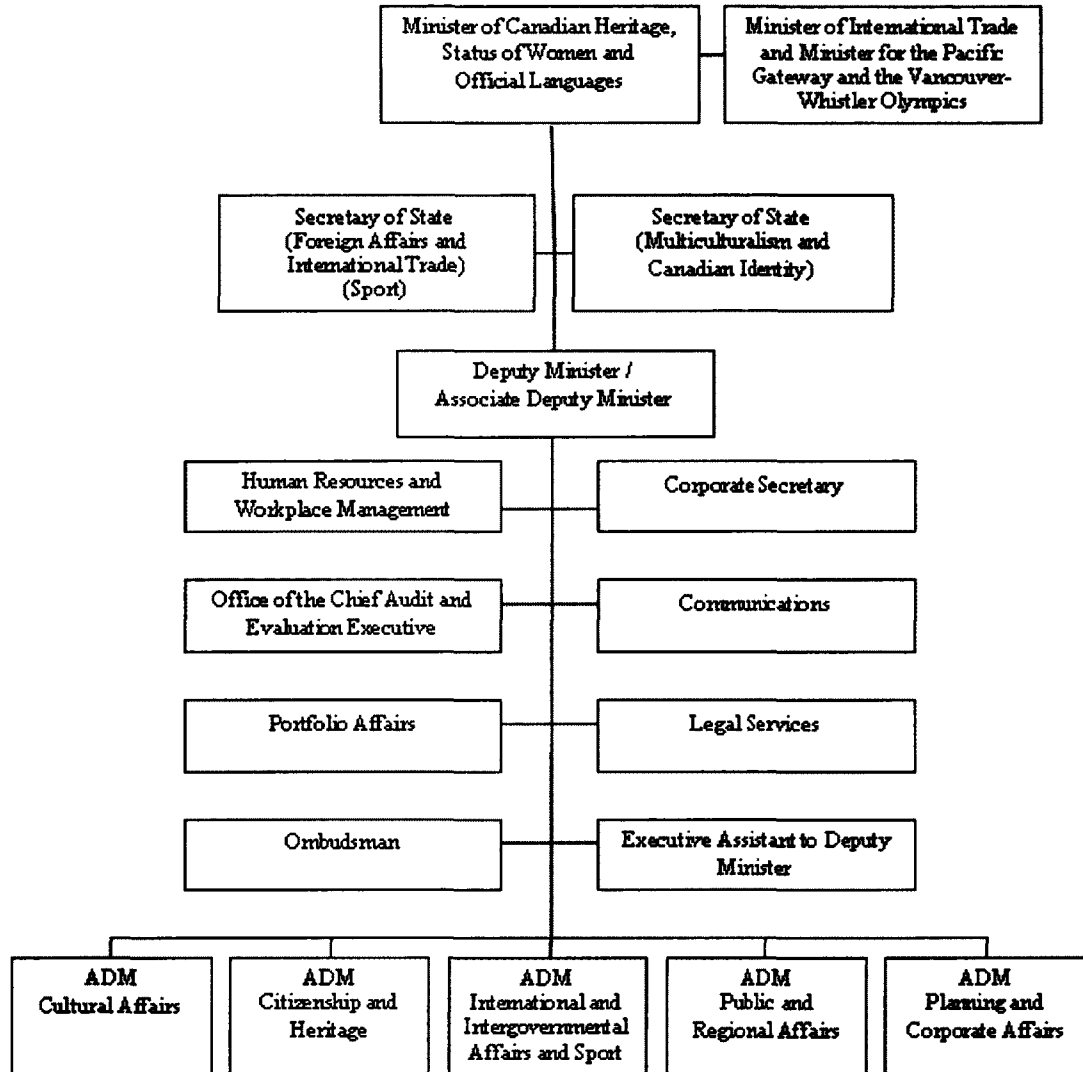 Minister of Canadian Heritage,
Status of Women and
Official Languages
Minister of International Trade
and Minister for the Pacific
Gateway and the Vancouver-
Whistler Olympics
Secretary of State
(Foreign Affairs and
International Trade)
(Sport)
Secretary of State
(Multiculturalism and
Canadian Identity)
Deputy Minister /
Associate Deputy Minister
Human Resources and
Workplace Management
Corporate Secretary
Office of the Chief Audit and
Evaluation Executive
Communications
Portfolio Affairs
Legal Services
Ombudsman
Executive Assistant to Deputy
Minister
ADM
Cultural Affairs
ADM
Citizenship and
Heritage
ADM
International and
Intergovernmental
Affairs and Sport
ADM
Public and
Regional Affairs
ADM
Planning and
Corporate Affairs